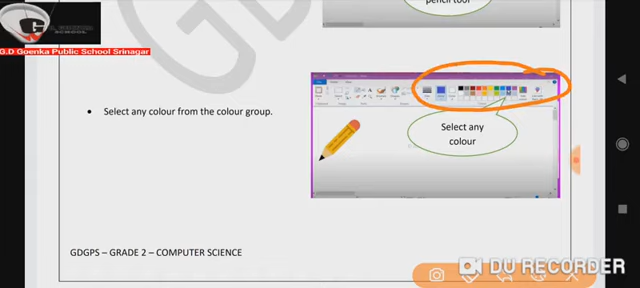 pencil tool
G.D Goenka Public School Srinagar
• Select any colour from the colour group.
Select any
colour
GDGPS – GRADE 2 – COMPUTER SCIENCE
DU RECORDER